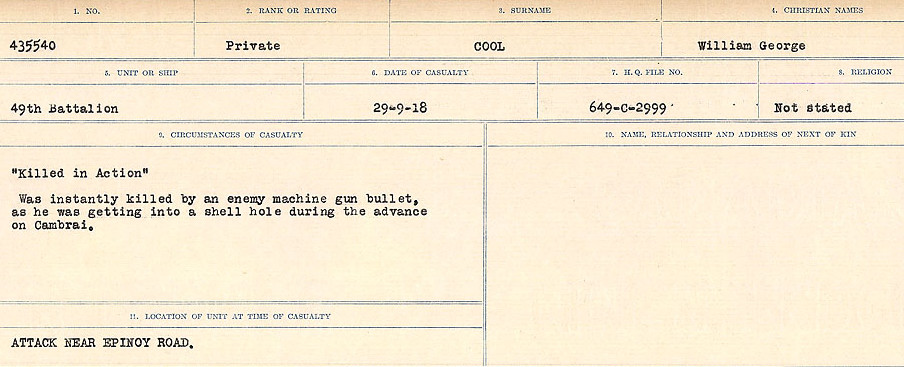 1. NO. 2. RANK OR RATING 3. SURNAME 4. CHRISTIAN NAMES
435540 Private COOL William George
5. UNIT OR SHIP 6. DATE OF CASUALTY 7. H.Q. FILE NO. 8. RELIGION
49th Battalion 29-9-18 649-C-2999 Not stated
9. CIRCUMSTANCES OF CASUALTY 10. NAME, RELATIONSHIP AND ADDRESS OF NEXT OF KIN
"Killed in Action"
Was instantly killed by an enemy machine gun bullet,
as he was getting into a shell hole during the advance
on Cambrai.
11. LOCATION OF UNIT AT TIME OF CASUALTY
ATTACK NEAR EPINOY ROAD.